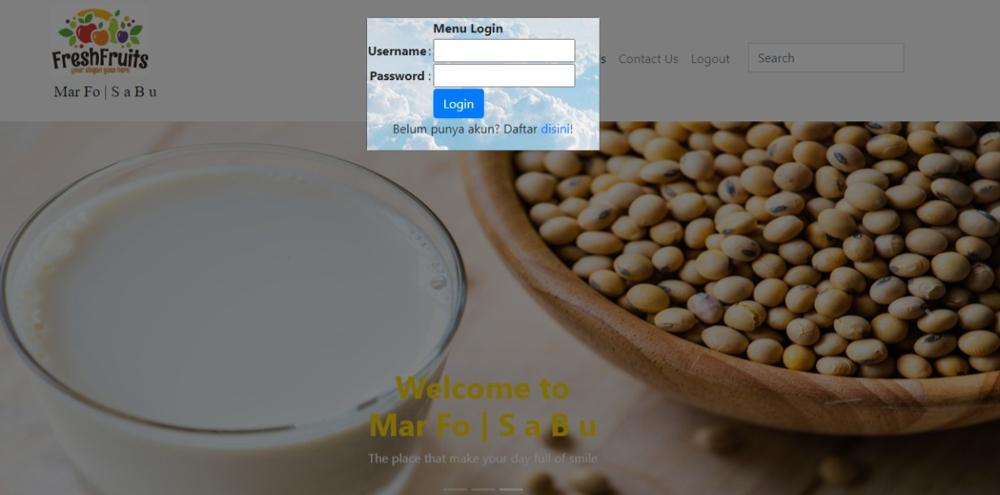 FreshFruits
your slogan goes here
Mar Fo | S a B u
Menu Login
Username :
Password :
Login
Belum punya akun? Daftar disini!
Contact Us
Logout
Search
Welcome to
Mar Fo | S a B u
The place that make your day full of smile